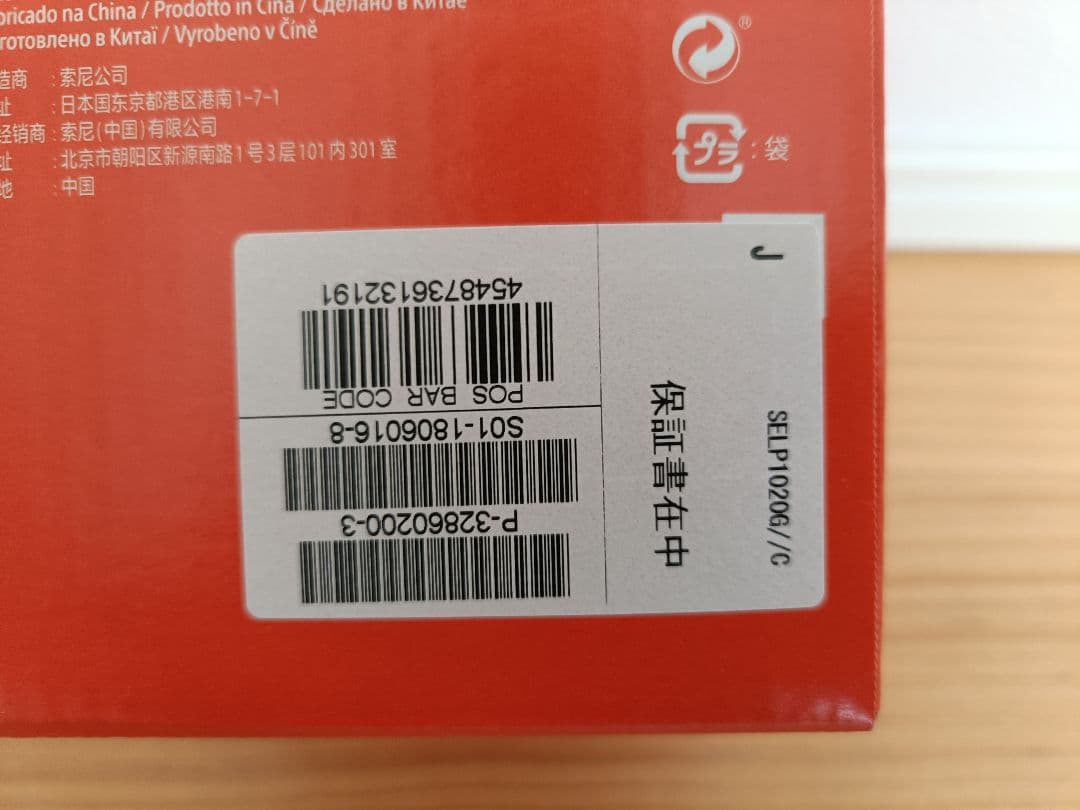 bricado na China / Prodotto in Cina / Сделано в Китае
готовлено в Китаї / Vyrobeno v Číně
造商 : 索尼公司
址 : 日本国东京都港区港南1-7-1
经销商 : 索尼(中国)有限公司
址 : 北京市朝阳区新源南路1号3层101内301室
地 : 中国
®
プラ : 袋
J
SELP1020G//C
保証書在中
P-32860200-3
S01-1806016-8
POS BAR CODE
4548736132191